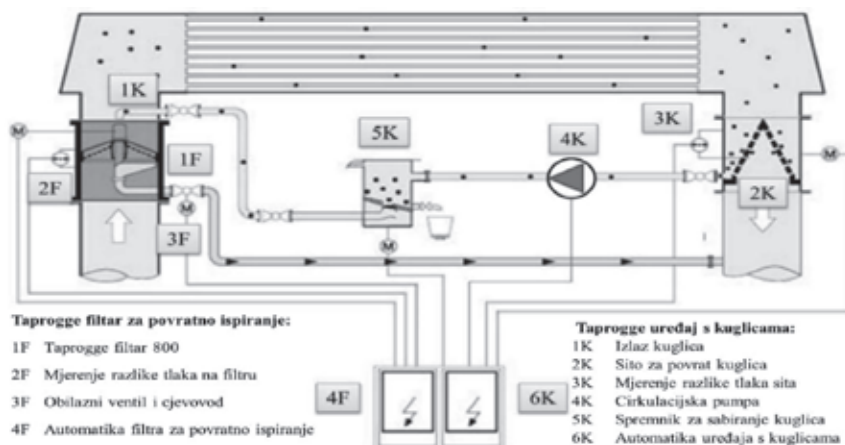 1K
5K
4K
3K
M
M
1F
2F
2K
3F
M
M
Taprogge filtar za povratno ispiranje:
1F Taprogge filtar 800
2F Mjerenje razlike tlaka na filtru
3F Obilazni ventil i cjevovod
4F Automatika filtra za povratno ispiranje
4F
6K
Taprogge uređaj s kuglicama:
1K Izlaz kuglica
2K Sito za povrat kuglica
3K Mjerenje razlike tlaka sita
4K Cirkulacijska pumpa
5K Spremnik za sabiranje kuglica
6K Automatika uređaja s kuglicama